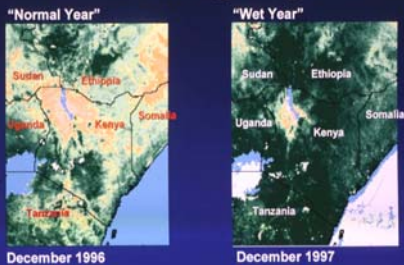 "Normal Year"
Sudan
Ethiopia
Somalia
Uganda
Kenya
Tanzania
December 1996
"Wet Year"
Sudan
Ethiopia
Somalia
Uganda
Kenya
Tanzania
December 1997